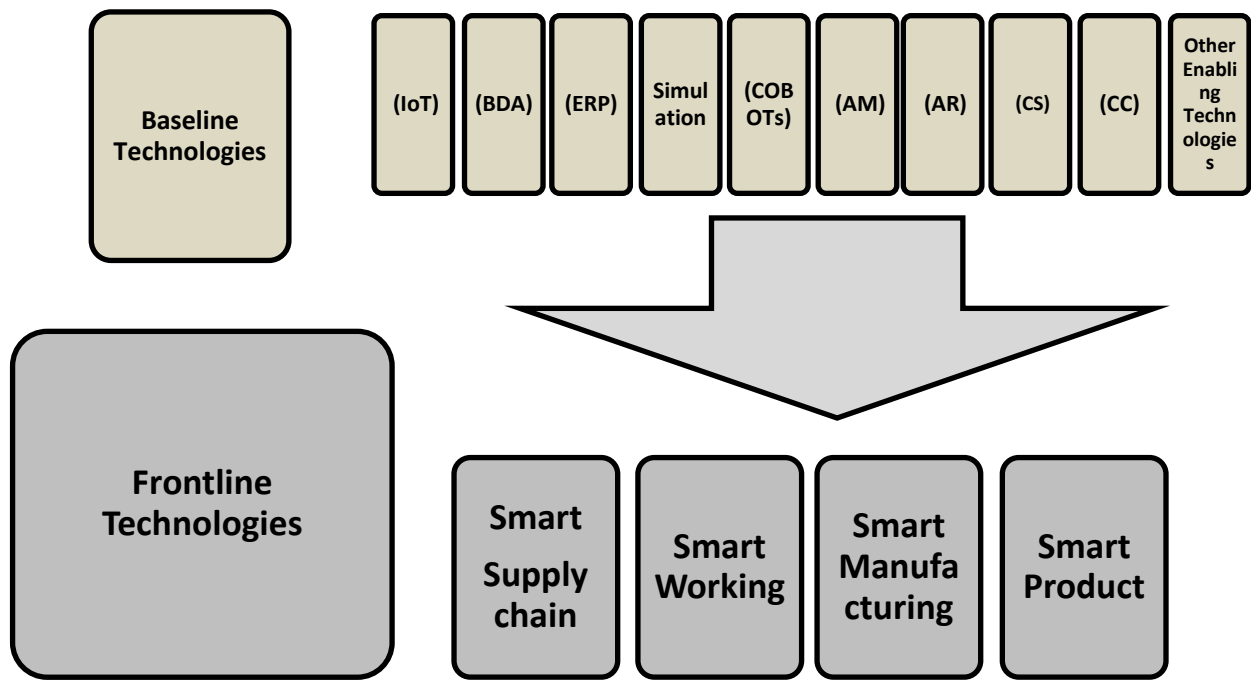 Baseline
Technologies
(IoT)
(BDA)
(ERP)
Simul
ation
(COB
OTs)
(AM)
(AR)
(CS)
(CC)
Other
Enabli
ng
Techn
ologie
s
Frontline
Technologies
Smart
Supply
chain
Smart
Working
Smart
Manufa
cturing
Smart
Product